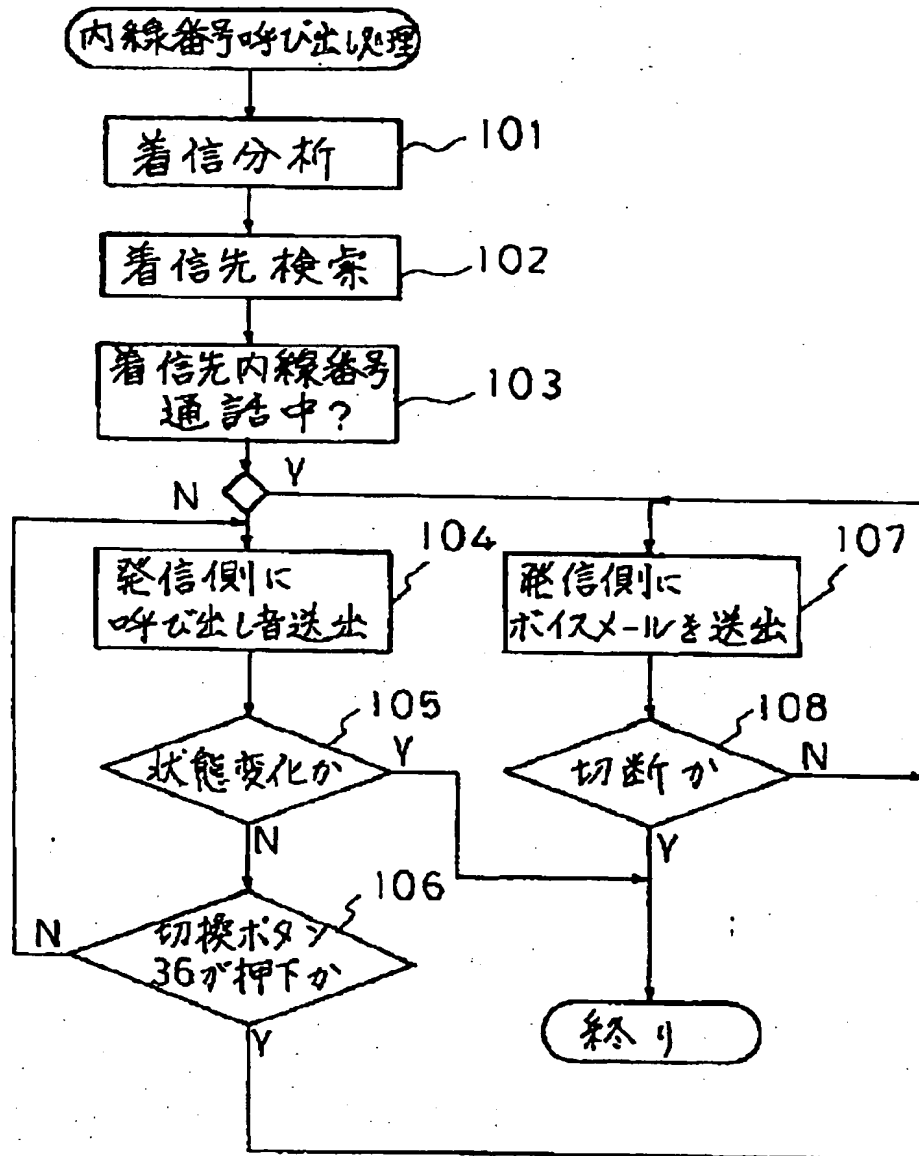 内線番号呼び出し処理
着信分析
101
着信先検索
102
着信先内線番号
通話中?
103
N
Y
発信側に
呼び出し音送出
104
発信側に
ボイスメールを送出
107
状態変化か
105
Y
N
切断か
108
N
Y
切換ボタン
36が押下か
106
N
Y
終り